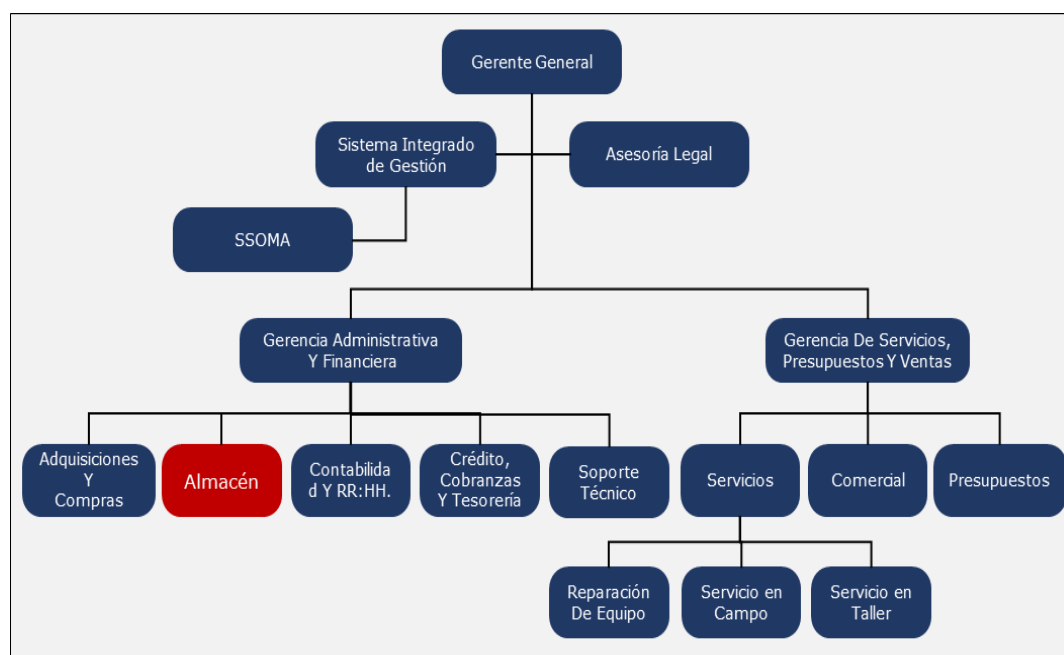 Gerente General
Sistema Integrado
de Gestión
Asesoría Legal
SSOMA
Gerencia Administrativa
Y Financiera
Gerencia De Servicios,
Presupuestos Y Ventas
Adquisiciones
Y
Compras
Almacén
Contabilida
d Y RR:HH.
Crédito,
Cobranzas
Y Tesorería
Soporte
Técnico
Servicios
Comercial
Presupuestos
Reparación
De Equipo
Servicio en
Campo
Servicio en
Taller